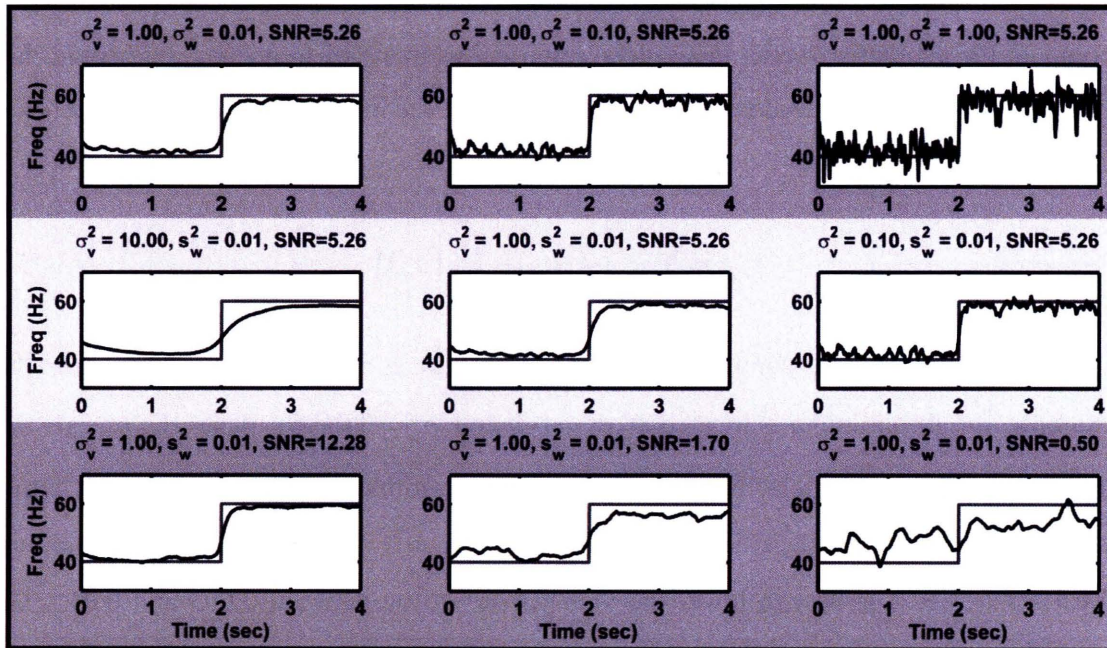 σ_v^2 = 1.00, σ_w^2 = 0.01, SNR=5.26
σ_v^2 = 1.00, σ_w^2 = 0.10, SNR=5.26
σ_v^2 = 1.00, σ_w^2 = 1.00, SNR=5.26
Freq (Hz)
60
40
0 1 2 3 4
0 1 2 3 4
0 1 2 3 4
σ_v^2 = 10.00, s_w^2 = 0.01, SNR=5.26
σ_v^2 = 1.00, s_w^2 = 0.01, SNR=5.26
σ_v^2 = 0.10, s_w^2 = 0.01, SNR=5.26
Freq (Hz)
60 60 60
40 40 40
0 1 2 3 4
0 1 2 3 4
0 1 2 3 4
σ_v^2 = 1.00, s_w^2 = 0.01, SNR=12.28
σ_v^2 = 1.00, s_w^2 = 0.01, SNR=1.70
σ_v^2 = 1.00, s_w^2 = 0.01, SNR=0.50
Freq (Hz)
60 60 60
40 40 40
0 1 2 3 4
0 1 2 3 4
0 1 2 3 4
Time (sec)
Time (sec)
Time (sec)